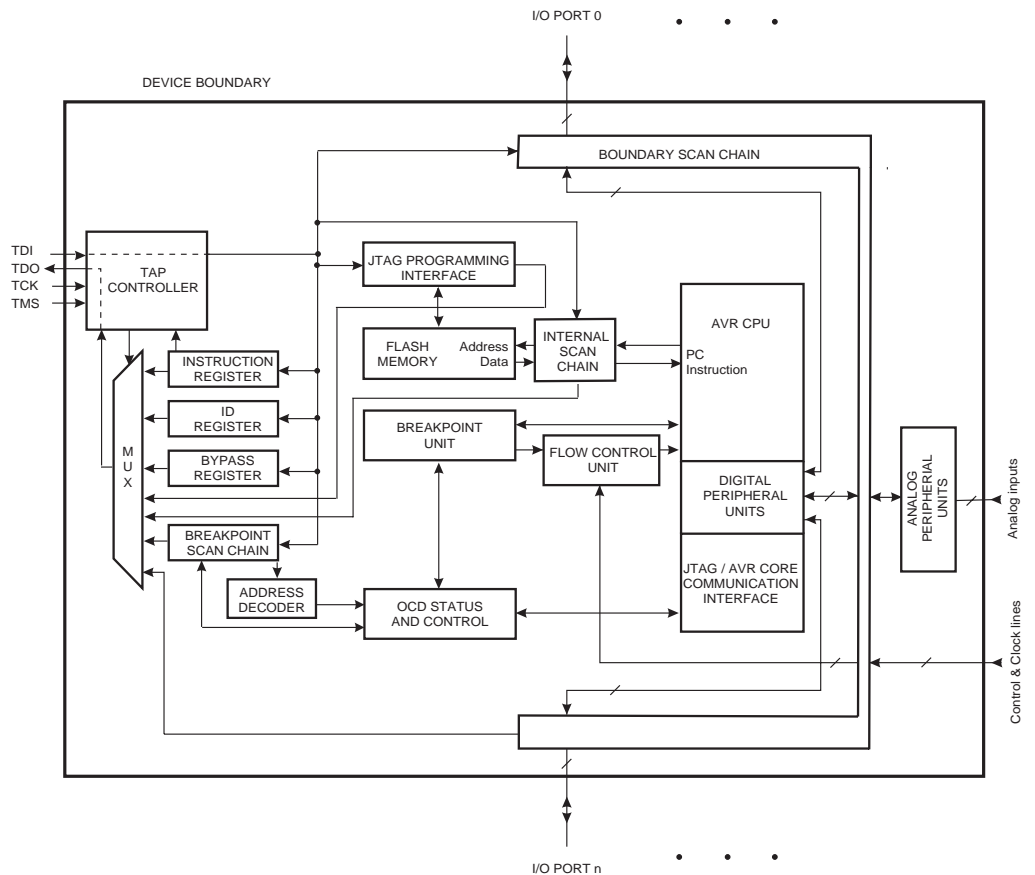 I/O PORT 0
DEVICE BOUNDARY
BOUNDARY SCAN CHAIN
TDI
TDO
TCK
TMS
TAP
CONTROLLER
JTAG PROGRAMMING
INTERFACE
AVR CPU
FLASH
MEMORY
Address
Data
INTERNAL
SCAN
CHAIN
PC
Instruction
INSTRUCTION
REGISTER
ID
REGISTER
BYPASS
REGISTER
MUX
BREAKPOINT
UNIT
FLOW CONTROL
UNIT
DIGITAL
PERIPHERAL
UNITS
ANALOG
PERIPHERIAL
UNITS
Analog inputs
BREAKPOINT
SCAN CHAIN
ADDRESS
DECODER
OCD STATUS
AND CONTROL
JTAG / AVR CORE
COMMUNICATION
INTERFACE
Control & Clock lines
I/O PORT n